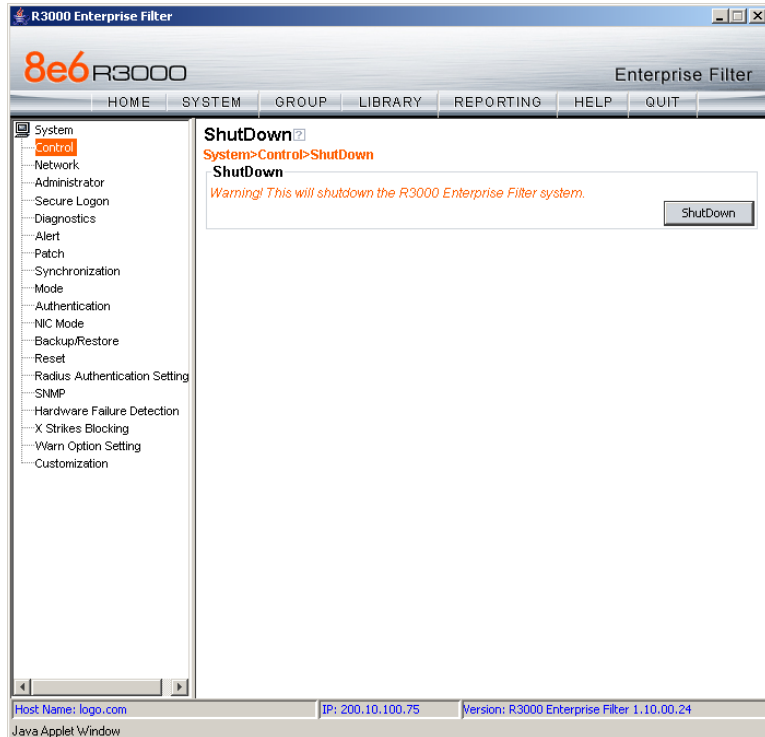 R3000 Enterprise Filter
8e6 R3000
Enterprise Filter
HOME SYSTEM GROUP LIBRARY REPORTING HELP QUIT
System
Control
Network
Administrator
Secure Logon
Diagnostics
Alert
Patch
Synchronization
Mode
Authentication
NIC Mode
Backup/Restore
Reset
Radius Authentication Setting
SNMP
Hardware Failure Detection
X Strikes Blocking
Warn Option Setting
Customization
ShutDown ?
System>Control>ShutDown
ShutDown
Warning! This will shutdown the R3000 Enterprise Filter system.
ShutDown
Host Name: logo.com IP: 200.10.100.75 Version: R3000 Enterprise Filter 1.10.00.24
Java Applet Window